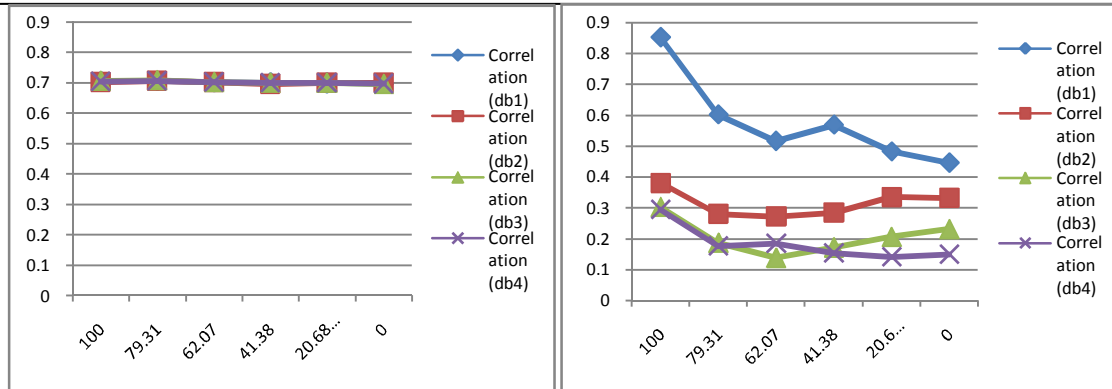 0.9
0.8
0.7
0.6
0.5
0.4
0.3
0.2
0.1
0
100
79.31
62.07
41.38
20.68...
0
Correl
ation
(db1)
Correl
ation
(db2)
Correl
ation
(db3)
Correl
ation
(db4)
0.9
0.8
0.7
0.6
0.5
0.4
0.3
0.2
0.1
0
100
79.31
62.07
41.38
20.6...
0
Correl
ation
(db1)
Correl
ation
(db2)
Correl
ation
(db3)
Correl
ation
(db4)